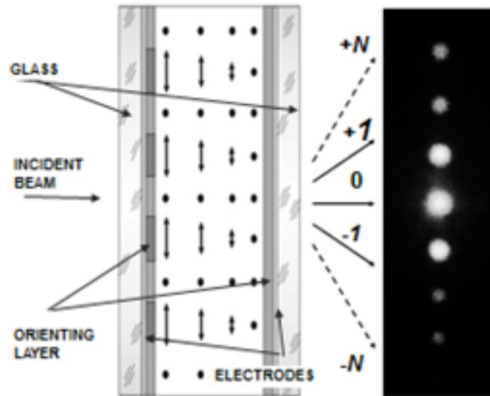 GLASS
INCIDENT
BEAM
ORIENTING
LAYER
ELECTRODES
+N
+1
0
-1
-N